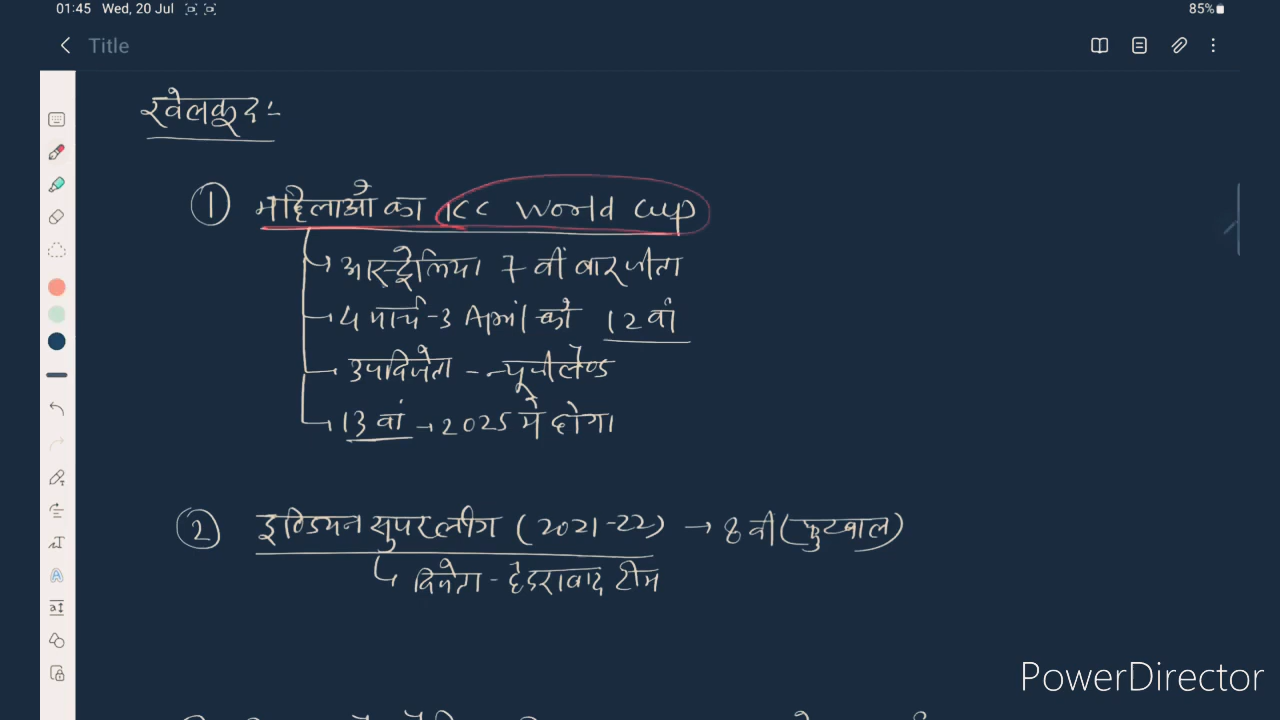 01:45 Wed, 20 Jul
85%
Title
खेलकूद :-
① महिलाओं का ICC World Cup
आस्ट्रेलिया 7 वीं बार जीता
4 मार्च - 3 April को 12 वां
उपविजेता - न्यूजीलैण्ड
13 वां → 2025 में होगा
② इण्डियन सुपर लीग (2021-22) → 8 वी (फुटबाल)
विजेता - हैदराबाद टीम
PowerDirector